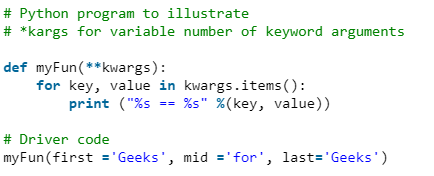 # Python program to illustrate
# *kargs for variable number of keyword arguments
def myFun(**kwargs):
    for key, value in kwargs.items():
        print ("%s == %s" %(key, value))
# Driver code
myFun(first ='Geeks', mid ='for', last='Geeks')